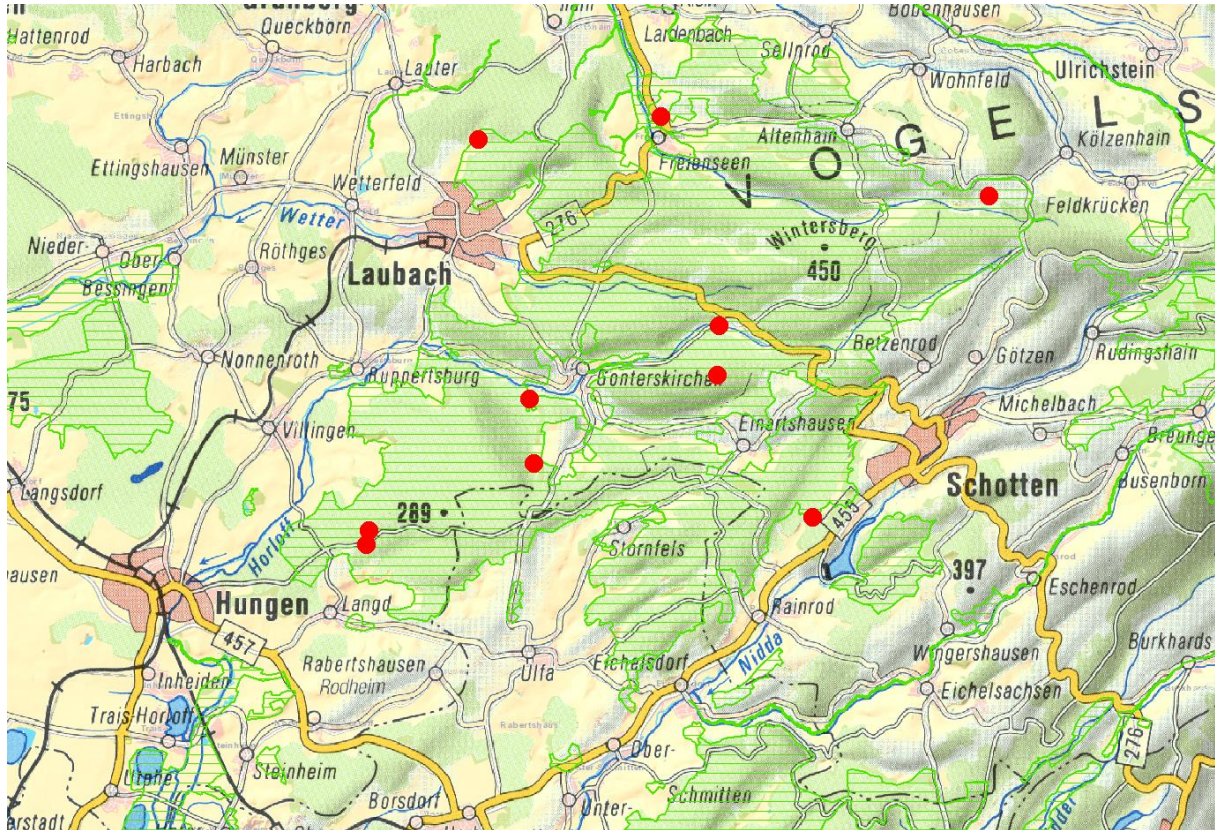 Queckborn
Lardenbach
Sellnrod
Bobenhausen
Hattenrod
Harbach
Lauter
Wohnfeld
Ulrichstein
V O G E L S
Ettingshausen
Münster
Freienseen
Altenhain
Kölzenhain
Wetterfeld
Wetter
276
Feldkrücken
Nieder-
Ober-
Bessingen
Röthges
Laubach
Wintersberg
450
Nonnenroth
Ruppertsburg
Gonterskirchen
Betzenrod
Götzen
Rudingshain
75
Villingen
Einartshausen
Michelbach
Langsdorf
289
Schotten
Busenborn
Horloff
Stornfels
455
397
Hungen
Langd
Rainrod
Eschenrod
457
Rabertshausen
Rodheim
Ulfa
Eichelsdorf
Nidda
Wingershausen
Burkhards
Inheiden
Eichelsachsen
Trais-Horloff
Ober-
276
Utphe
Steinheim
Schmitten
Borsdorf
Unter-